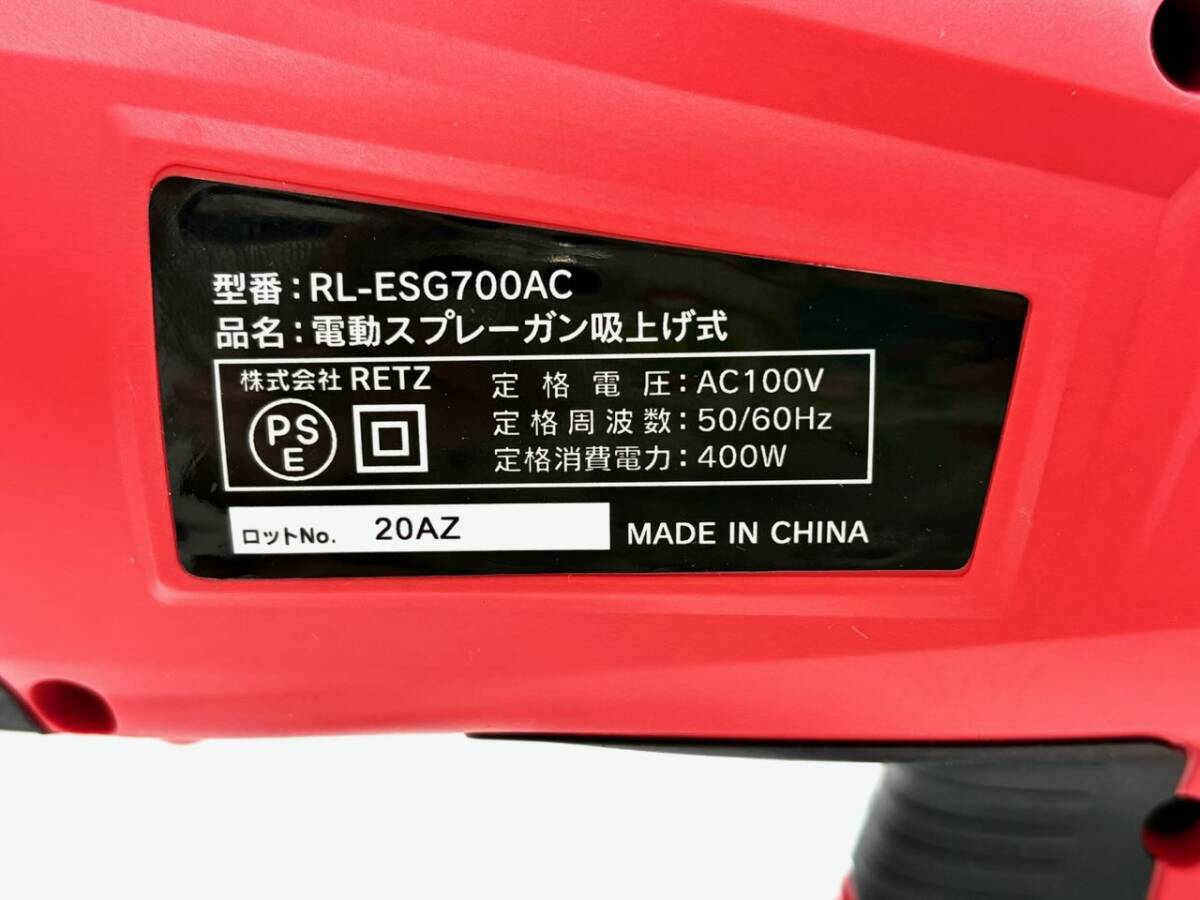 型番：RL-ESG700AC
品名：電動スプレーガン吸上げ式
株式会社 RETZ
PS
E
定格電圧：AC100V
定格周波数：50/60Hz
定格消費電力：400W
ロットNo. 20AZ
MADE IN CHINA